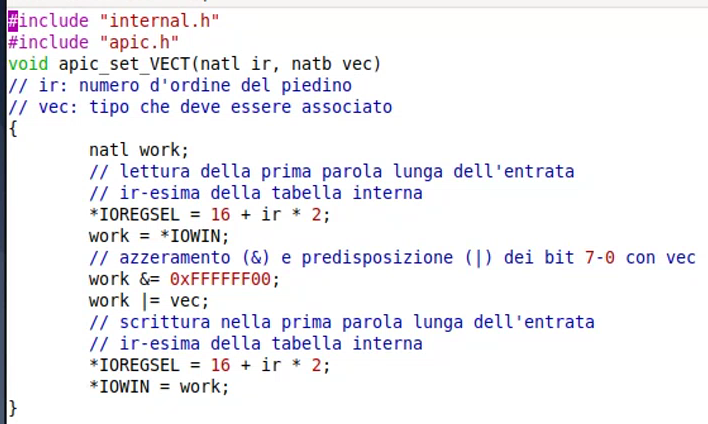 #include "internal.h"
#include "apic.h"
void apic_set_VECT(natl ir, natb vec)
// ir: numero d'ordine del piedino
// vec: tipo che deve essere associato
{
        natl work;
        // lettura della prima parola lunga dell'entrata
        // ir-esima della tabella interna
        *IOREGSEL = 16 + ir * 2;
        work = *IOWIN;
        // azzeramento (&) e predisposizione (|) dei bit 7-0 con vec
        work &= 0xFFFFFF00;
        work |= vec;
        // scrittura nella prima parola lunga dell'entrata
        // ir-esima della tabella interna
        *IOREGSEL = 16 + ir * 2;
        *IOWIN = work;
}